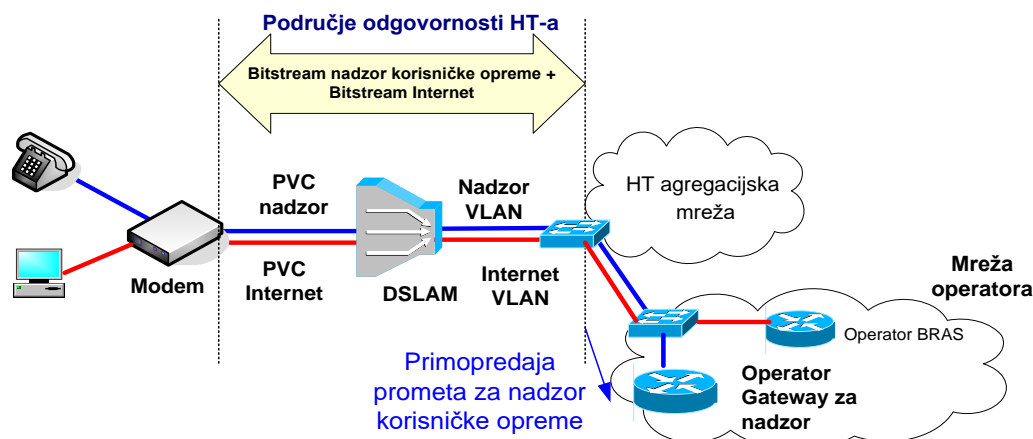 Područje odgovornosti HT-a
Bitstream nadzor korisničke opreme +
Bitstream Internet
HT agregacijska
mreža
PVC
nadzor
Nadzor
VLAN
PVC
Internet
Internet
VLAN
Modem
DSLAM
Mreža
operatora
Operator BRAS
Primopredaja
prometa za nadzor
korisničke opreme
Operator
Gateway za
nadzor